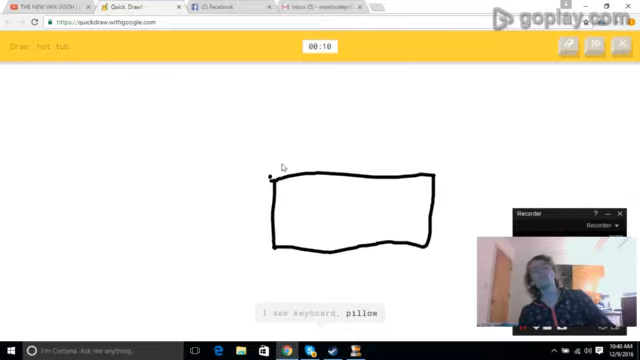 THE NEW VAN GOGH
Quick, Draw!
(2) Facebook
Inbox (5)
goplay.com
https://quickdraw.withgoogle.com
Draw: hot tub
00:10
Recorder
Recorder
I see keyboard, pillow
I'm Cortana. Ask me anything.
10:40 AM
12/9/2016